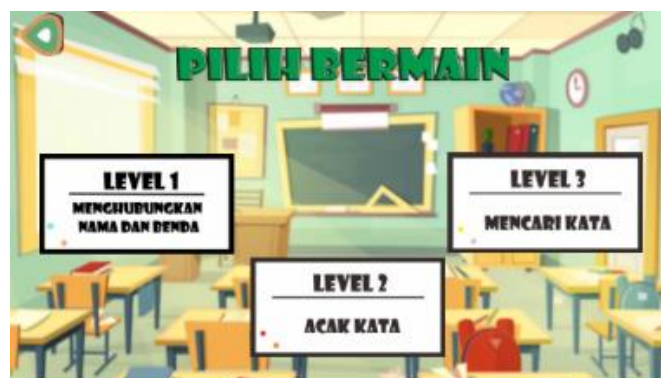 PILIH BERMAIN
LEVEL 1
MENGHUBUNGKAN
NAMA DAN BENDA
LEVEL 3
MENCARI KATA
LEVEL 2
ACAK KATA